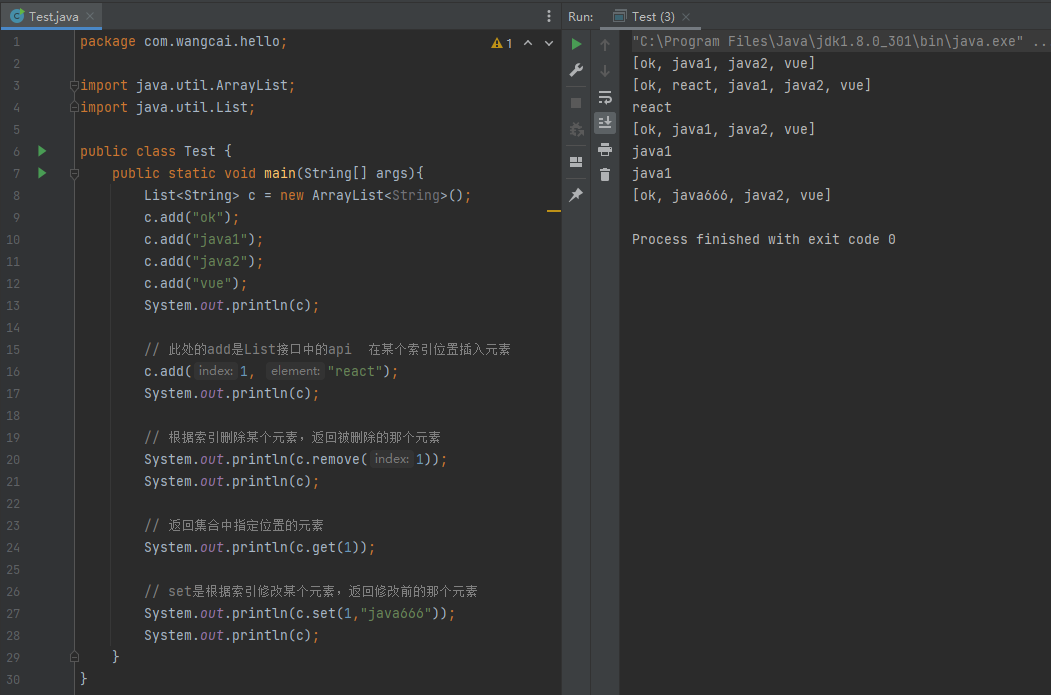 Test.java
1 package com.wangcai.hello;
2
3 import java.util.ArrayList;
4 import java.util.List;
5
6 public class Test {
7 public static void main(String[] args){
8 List<String> c = new ArrayList<String>();
9 c.add("ok");
10 c.add("java1");
11 c.add("java2");
12 c.add("vue");
13 System.out.println(c);
14
15 // 此处的add是List接口中的api  在某个索引位置插入元素
16 c.add( index: 1, element: "react");
17 System.out.println(c);
18
19 // 根据索引删除某个元素,返回被删除的那个元素
20 System.out.println(c.remove( index: 1));
21 System.out.println(c);
22
23 // 返回集合中指定位置的元素
24 System.out.println(c.get(1));
25
26 // set是根据索引修改某个元素,返回修改前的那个元素
27 System.out.println(c.set(1,"java666"));
28 System.out.println(c);
29 }
30 }
1
Run: Test (3)
"C:\Program Files\Java\jdk1.8.0_301\bin\java.exe" ..
[ok, java1, java2, vue]
[ok, react, java1, java2, vue]
react
[ok, java1, java2, vue]
java1
java1
[ok, java666, java2, vue]
Process finished with exit code 0